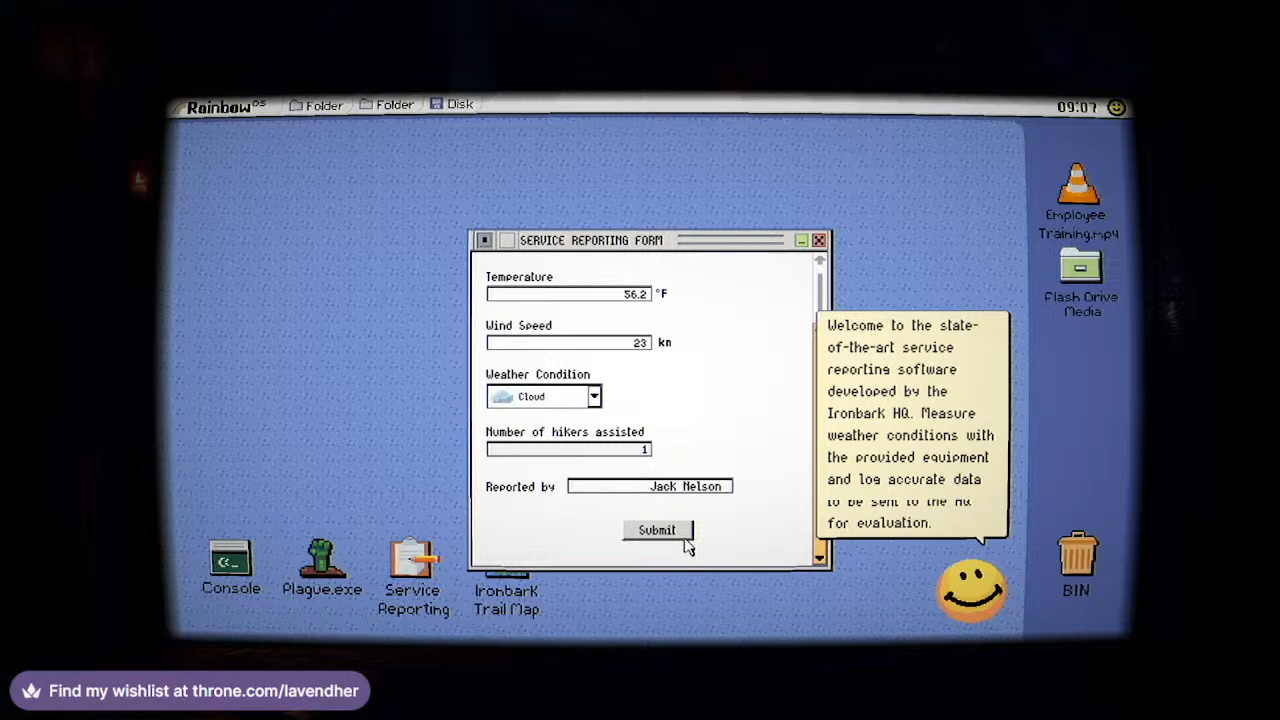 RainbowOS
Folder
Folder
Disk
09:07
Employee
Training.mp4
Flash Drive
Media
SERVICE REPORTING FORM
Temperature
56.2 °F
Wind Speed
23 kn
Weather Condition
Cloud
Number of hikers assisted
1
Reported by Jack Nelson
Submit
Welcome to the state-
of-the-art service
reporting software
developed by the
Ironbark HQ. Measure
weather conditions with
the provided equipment
and log accurate data
to be sent to the HQ
for evaluation.
Console
Plague.exe
Service
Reporting
Ironbark
Trail Map
BIN
Find my wishlist at throne.com/lavendher